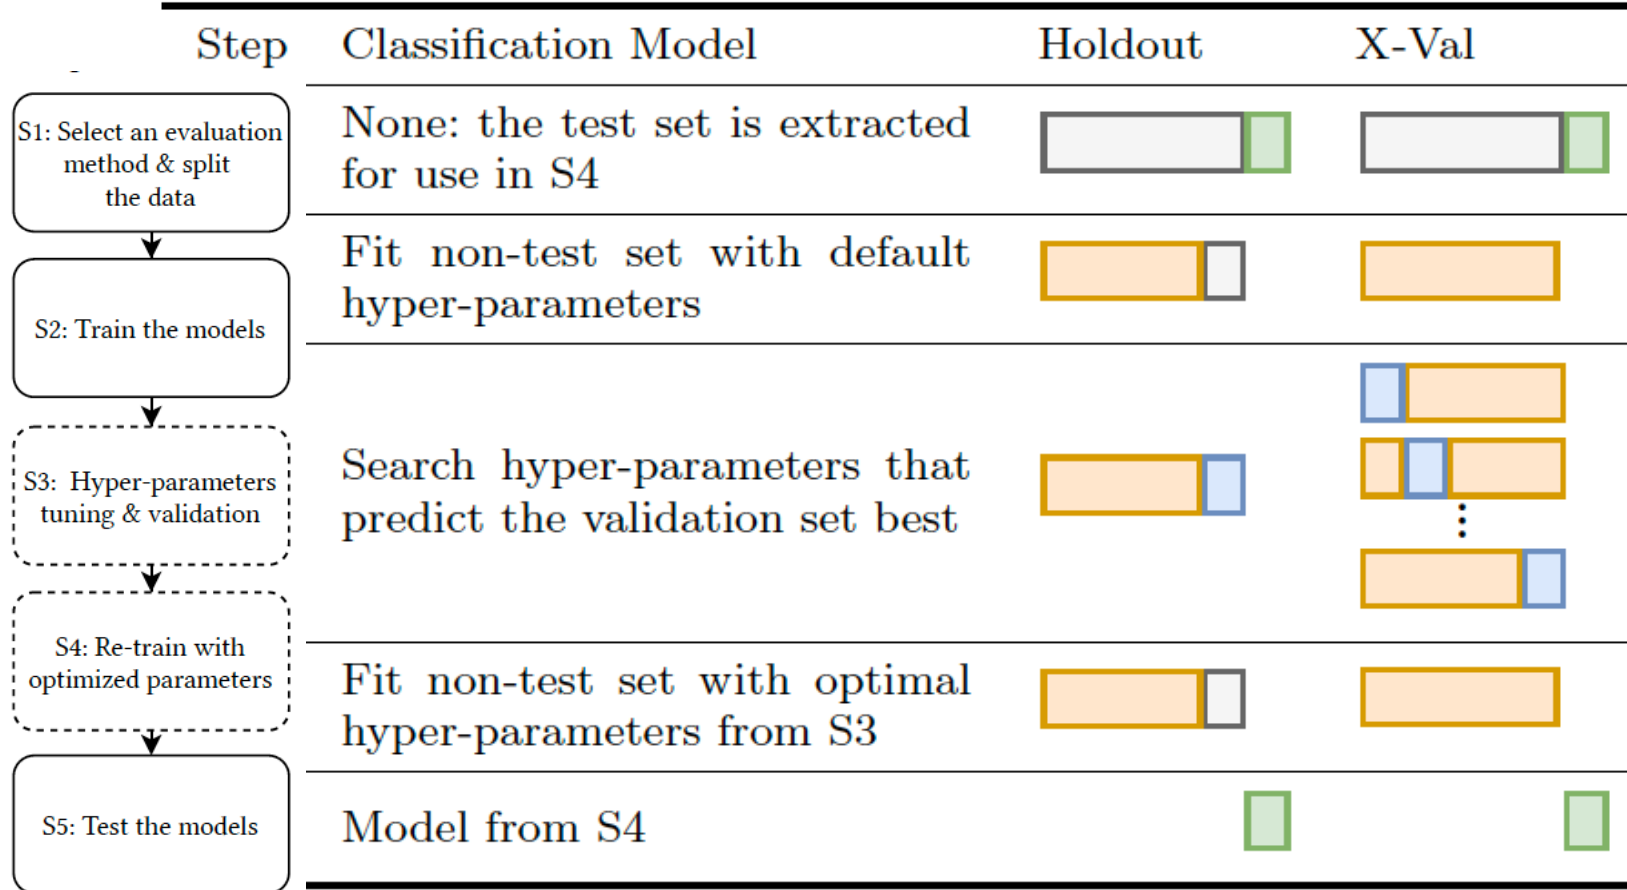 Step Classification Model Holdout X-Val
S1: Select an evaluation
method & split
the data
None: the test set is extracted
for use in S4
S2: Train the models
Fit non-test set with default
hyper-parameters
S3: Hyper-parameters
tuning & validation
Search hyper-parameters that
predict the validation set best
S4: Re-train with
optimized parameters
Fit non-test set with optimal
hyper-parameters from S3
S5: Test the models
Model from S4